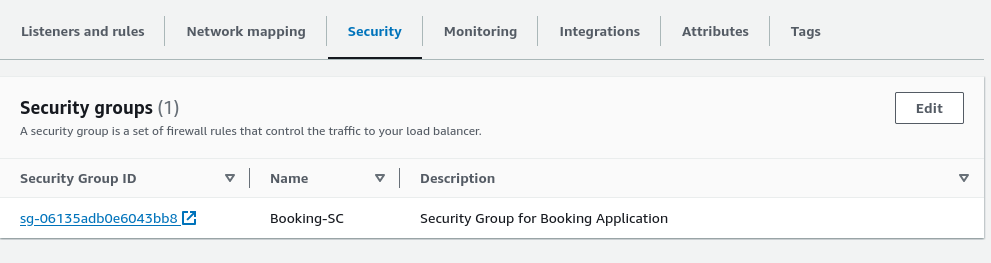 Listeners and rules Network mapping Security Monitoring Integrations Attributes Tags
Security groups (1)
Edit
A security group is a set of firewall rules that control the traffic to your load balancer.
Security Group ID Name Description
sg-06135adb0e6043bb8 Booking-SC Security Group for Booking Application